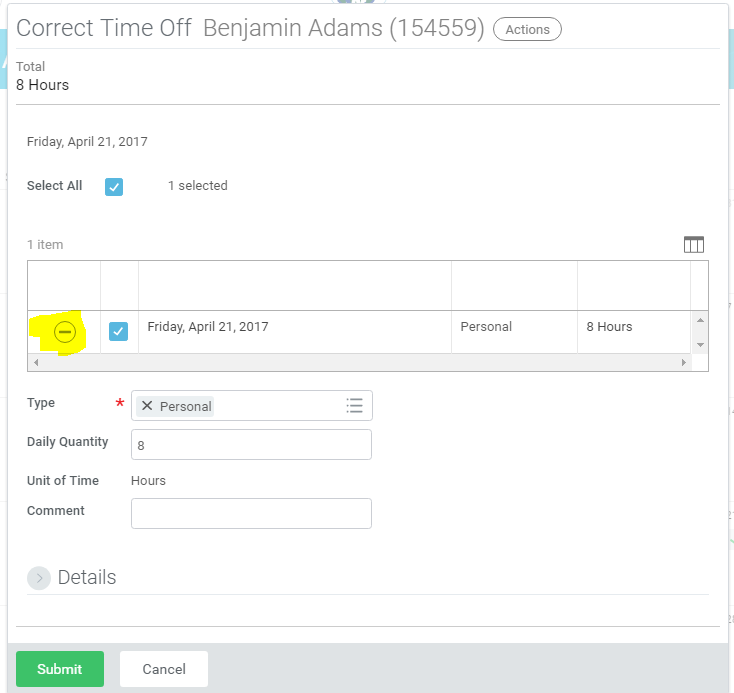 Correct Time Off Benjamin Adams (154559) Actions
Total
8 Hours
Friday, April 21, 2017
Select All 1 selected
1 item
Friday, April 21, 2017 Personal 8 Hours
Type * Personal
Daily Quantity 8
Unit of Time Hours
Comment
Details
Submit Cancel